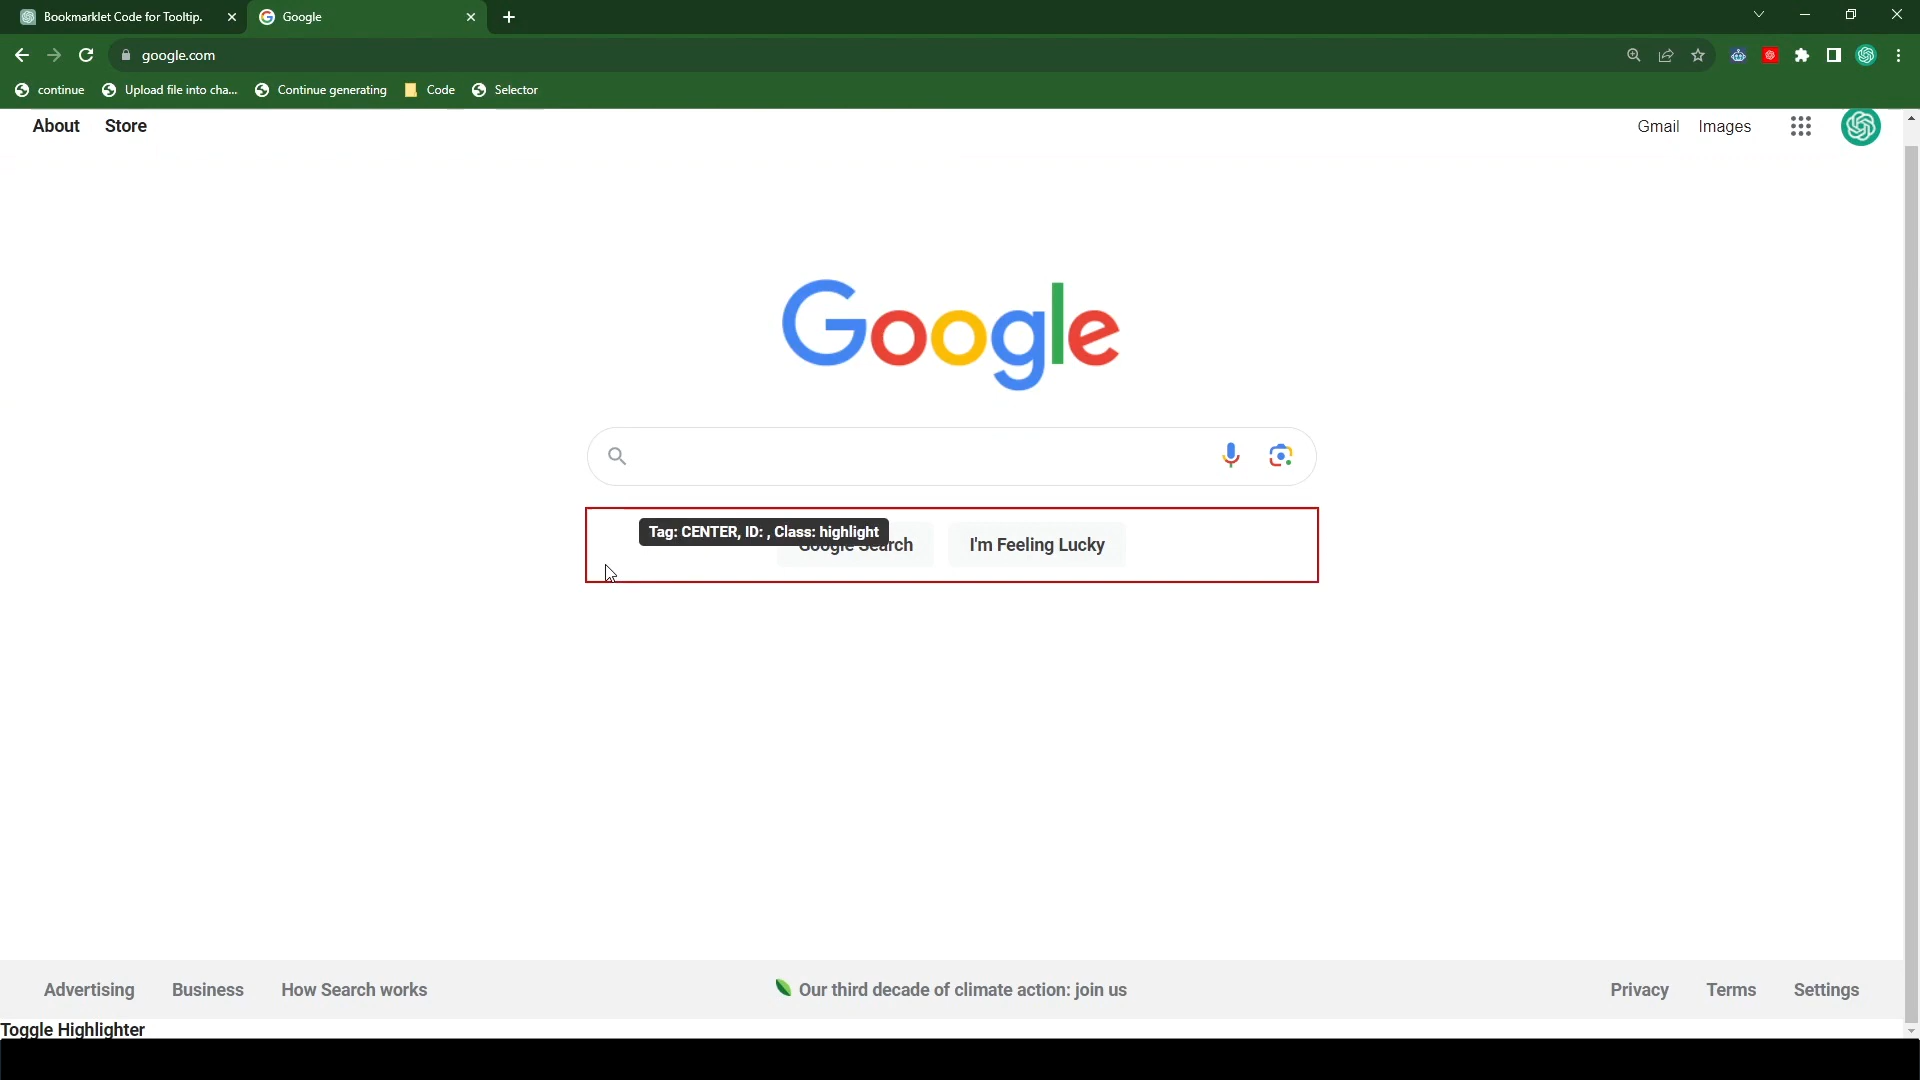 Bookmarklet Code for Tooltip.
Google
google.com
continue
Upload file into cha...
Continue generating
Code
Selector
About
Store
Gmail
Images
Google
Tag: CENTER, ID: , Class: highlight
Google Search
I'm Feeling Lucky
Advertising
Business
How Search works
Our third decade of climate action: join us
Privacy
Terms
Settings
Toggle Highlighter